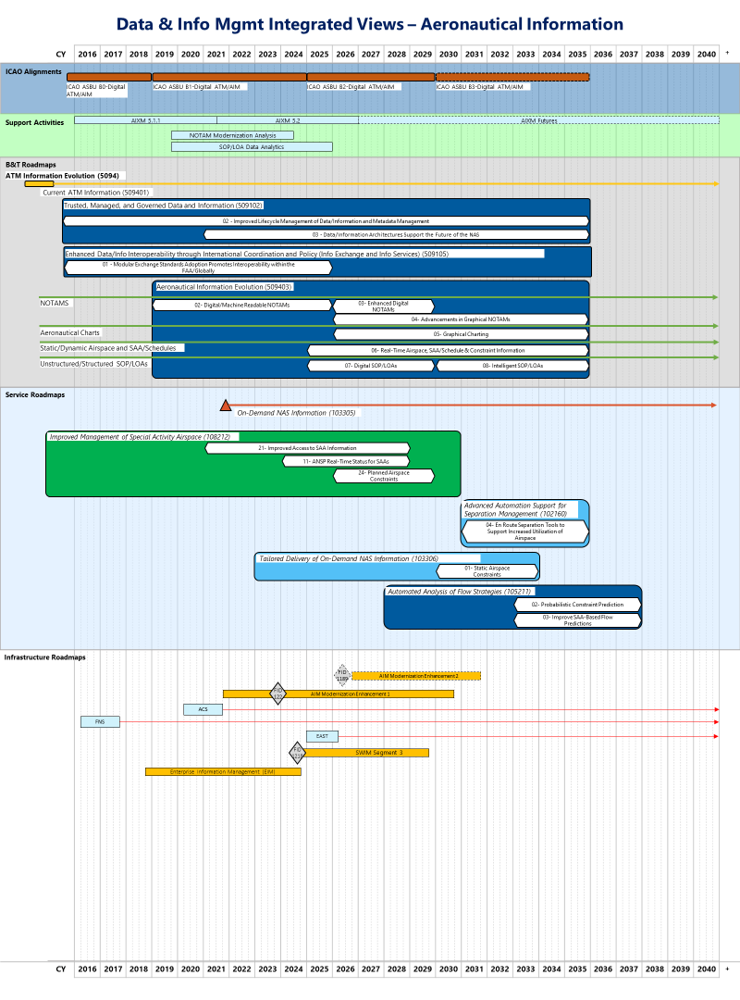 Data & Info Mgmt Integrated Views – Aeronautical Information
CY 2016 2017 2018 2019 2020 2021 2022 2023 2024 2025 2026 2027 2028 2029 2030 2031 2032 2033 2034 2035 2036 2037 2038 2039 2040 +
ICAO Alignments
ICAO ASBU B0-Digital
ATM/AIM
ICAO ASBU B1-Digital ATM/AIM
ICAO ASBU B2-Digital ATM/AIM
ICAO ASBU B3-Digital ATM/AIM
Support Activities
AIXM 5.1.1
AIXM 5.2
AIXM Futures
NOTAM Modernization Analysis
SOP/LOA Data Analytics
B&T Roadmaps
ATM Information Evolution (5094)
Current ATM Information (509401)
Trusted, Managed, and Governed Data and Information (509102)
02 - Improved Lifecycle Management of Data/Information and Metadata Management
03 - Data/Information Architectures Support the Future of the NAS
Enhanced Data/Info Interoperability through International Coordination and Policy (Info Exchange and Info Services) (509105)
01 - Modular Exchange Standards Adoption Promotes Interoperability within the
FAA/Globally
Aeronautical Information Evolution (509403)
NOTAMS
02- Digital/Machine Readable NOTAMs
03- Enhanced Digital
NOTAMs
04- Advancements in Graphical NOTAMs
Aeronautical Charts
05- Graphical Charting
Static/Dynamic Airspace and SAA/Schedules
06- Real-Time Airspace, SAA/Schedule & Constraint Information
Unstructured/Structured SOP/LOAs
07- Digital SOP/LOAs
08- Intelligent SOP/LOAs
Service Roadmaps
On-Demand NAS Information (103305)
Improved Management of Special Activity Airspace (108212)
21- Improved Access to SAA Information
11- ANSP Real-Time Status for SAAs
24- Planned Airspace
Constraints
Advanced Automation Support for
Separation Management (102160)
04- En Route Separation Tools to
Support Increased Utilization of
Airspace
Tailored Delivery of On-Demand NAS Information (103306)
01- Static Airspace
Constraints
Automated Analysis of Flow Strategies (105211)
02- Probabilistic Constraint Prediction
03- Improve SAA-Based Flow
Predictions
Infrastructure Roadmaps
FID
1189
AIM Modernization Enhancement 2
FID
AIM Modernization Enhancement 1
ACS
FNS
EAST
FID
SWIM Segment 3
Enterprise Information Management (EIM)
CY 2016 2017 2018 2019 2020 2021 2022 2023 2024 2025 2026 2027 2028 2029 2030 2031 2032 2033 2034 2035 2036 2037 2038 2039 2040 +